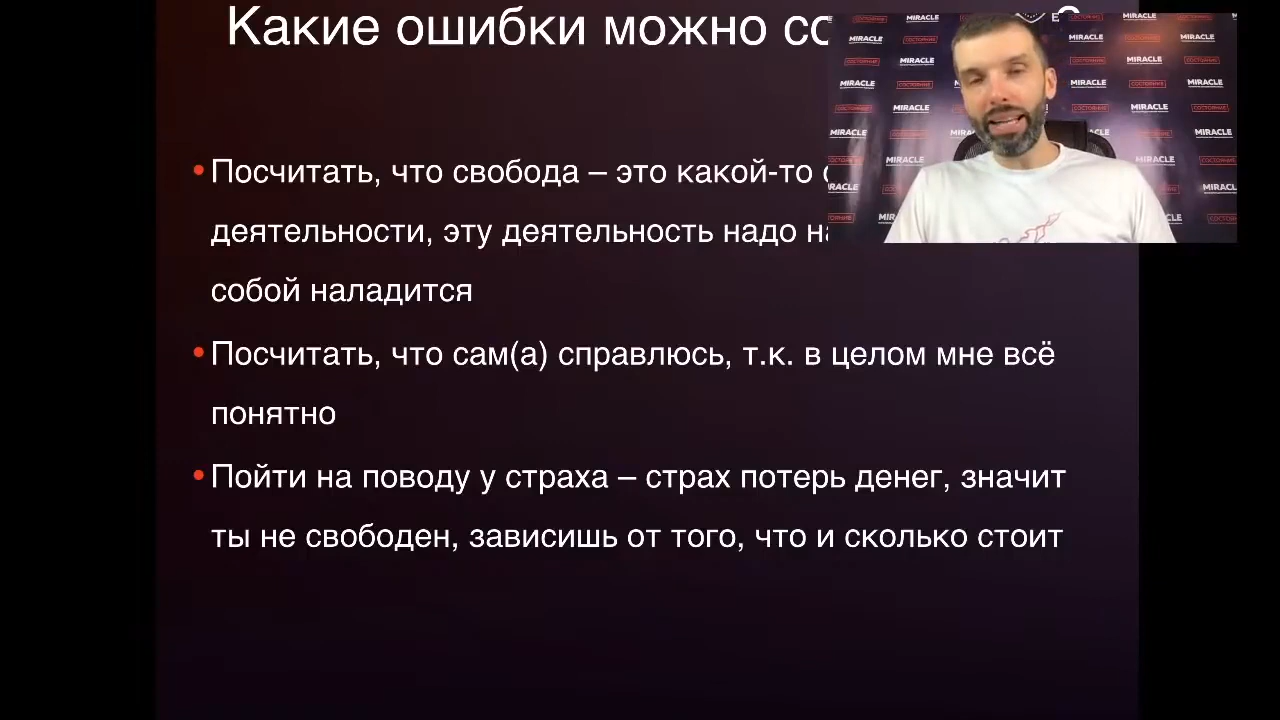 Какие ошибки можно
Посчитать, что свобода – это какой-то
деятельности, эту деятельность надо
собой наладится
Посчитать, что сам(а) справлюсь, т.к. в целом мне всё
понятно
Пойти на поводу у страха – страх потерь денег, значит
ты не свободен, зависишь от того, что и сколько стоит
MIRACLE
СОСТОЯНИЕ